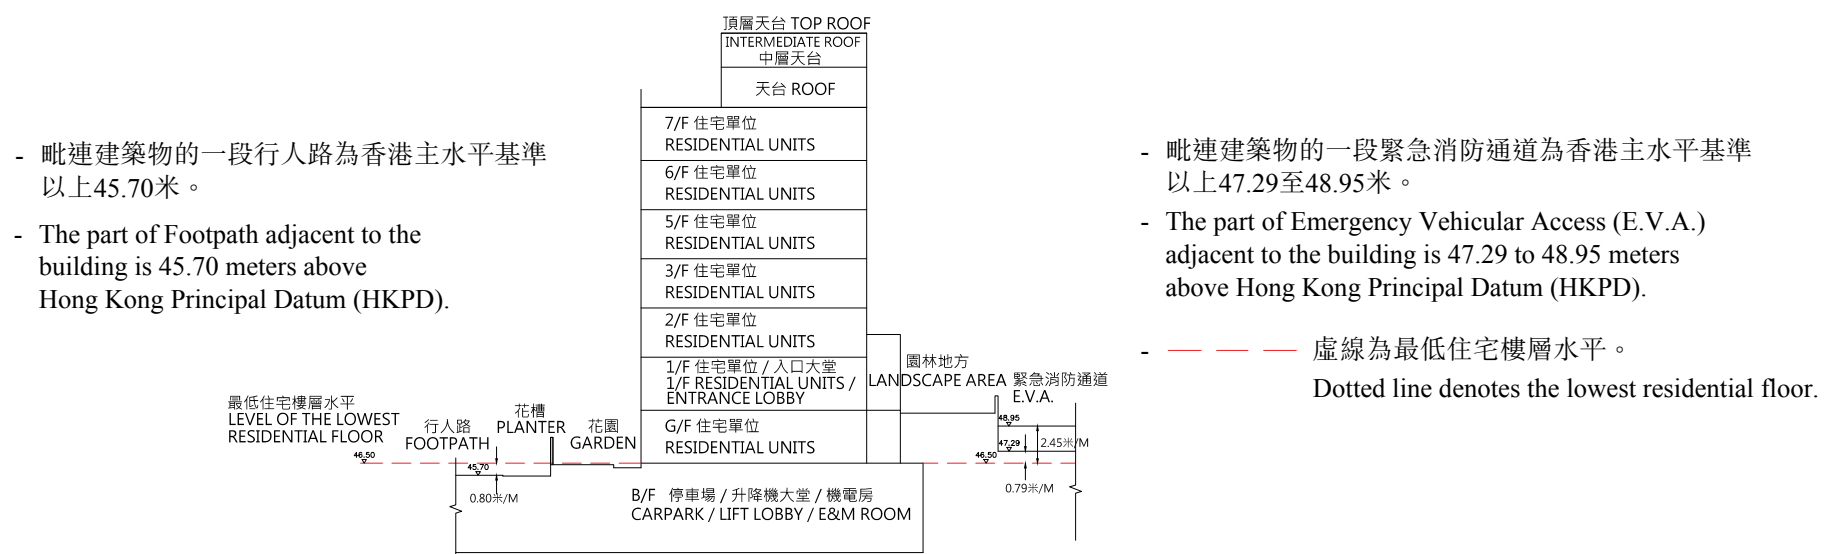 頂層天台 TOP ROOF
INTERMEDIATE ROOF
中層天台
天台 ROOF
7/F 住宅單位
RESIDENTIAL UNITS
6/F 住宅單位
RESIDENTIAL UNITS
5/F 住宅單位
RESIDENTIAL UNITS
3/F 住宅單位
RESIDENTIAL UNITS
2/F 住宅單位
RESIDENTIAL UNITS
1/F 住宅單位 / 入口大堂
1/F RESIDENTIAL UNITS /
ENTRANCE LOBBY
G/F 住宅單位
RESIDENTIAL UNITS
B/F 停車場 / 升降機大堂 / 機電房
CARPARK / LIFT LOBBY / E&M ROOM
- 毗連建築物的一段行人路為香港主水平基準
以上45.70米。
- The part of Footpath adjacent to the
building is 45.70 meters above
Hong Kong Principal Datum (HKPD).
最低住宅樓層水平
LEVEL OF THE LOWEST
RESIDENTIAL FLOOR
46.50
行人路
FOOTPATH
45.70
0.80米/M
花槽
PLANTER
花園
GARDEN
園林地方
LANDSCAPE AREA
緊急消防通道
E.V.A.
48.95
47.29
2.45米/M
46.50
0.79米/M
- 毗連建築物的一段緊急消防通道為香港主水平基準
以上47.29至48.95米。
- The part of Emergency Vehicular Access (E.V.A.)
adjacent to the building is 47.29 to 48.95 meters
above Hong Kong Principal Datum (HKPD).
- 虛線為最低住宅樓層水平。
Dotted line denotes the lowest residential floor.